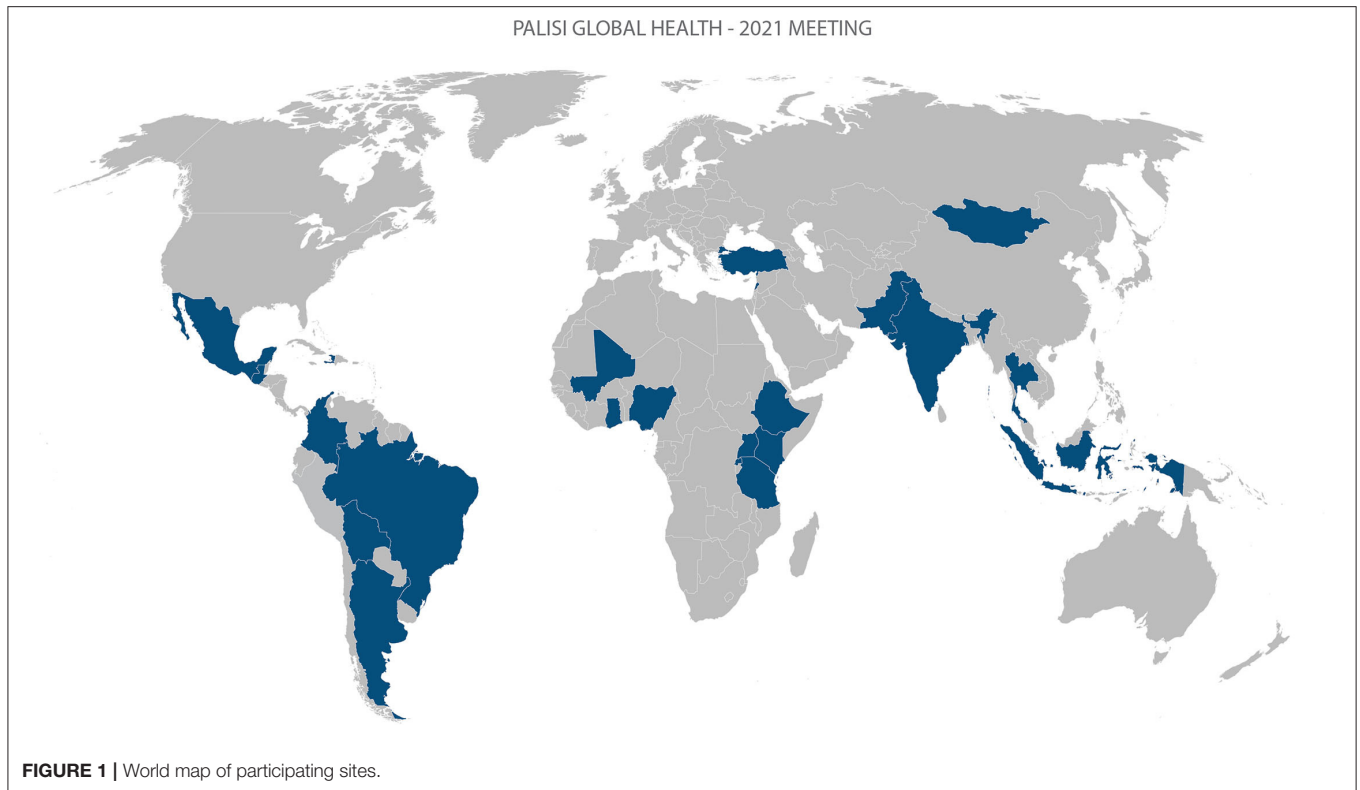 PALISI GLOBAL HEALTH - 2021 MEETING
FIGURE 1 | World map of participating sites.